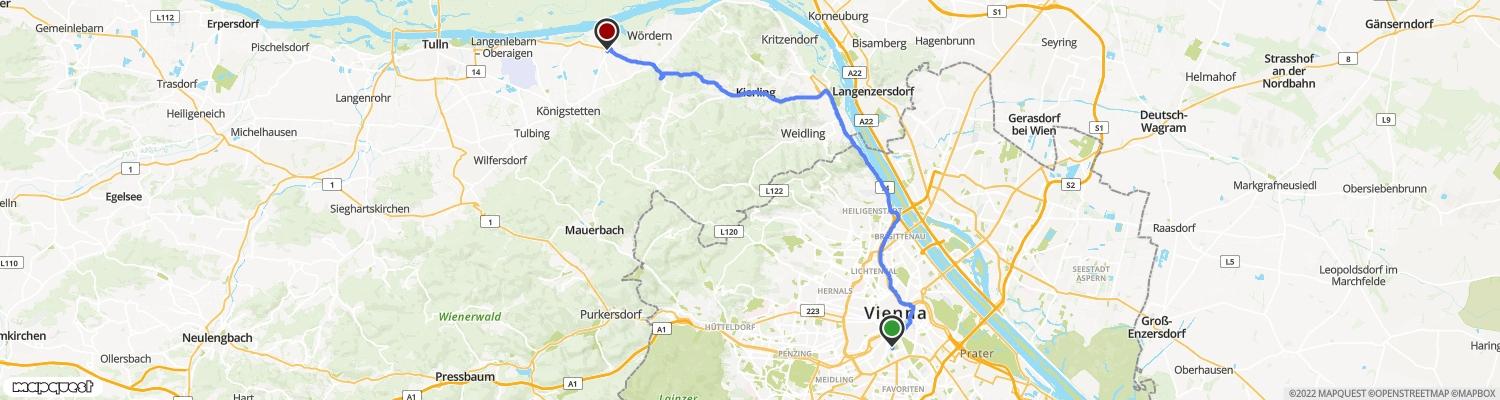 L112
Erpersdorf
Gemeinlebarn
Pischelsdorf
Tulln
Langenlebarn
Oberaigen
14
Wördern
Korneuburg
Kritzendorf
Bisamberg
Hagenbrunn
S1
Seyring
Gänserndorf
Strasshof
an der
Nordbahn
8
Helmahof
Trasdorf
Langenrohr
Heiligeneich
Königstetten
Kierling
A22
Langenzersdorf
A22
Gerasdorf
bei Wien
S1
Deutsch-
Wagram
L9
Michelhausen
Tulbing
Weidling
Wilfersdorf
1
1
Egelsee
Sieghartskirchen
1
L122
S2
Markgrafneusiedl
Obersiebenbrunn
Mauerbach
L120
HEILIGENSTADT
BRIGITTENAU
Raasdorf
L110
LICHTENTAL
SEESTADT
ASPERN
L5
Leopoldsdorf im
Marchfelde
HERNALS
Wienerwald
Purkersdorf
223
Vienna
A1
HÜTTELDORF
Groß-
Enzersdorf
Neulengbach
Ollersbach
PENZING
Prater
Pressbaum
MEIDLING
FAVORITEN
Oberhausen
A1
A1
Hart
Lainzer
mapquest
©2022 MAPQUEST ©OPENSTREETMAP ©MAPBOX